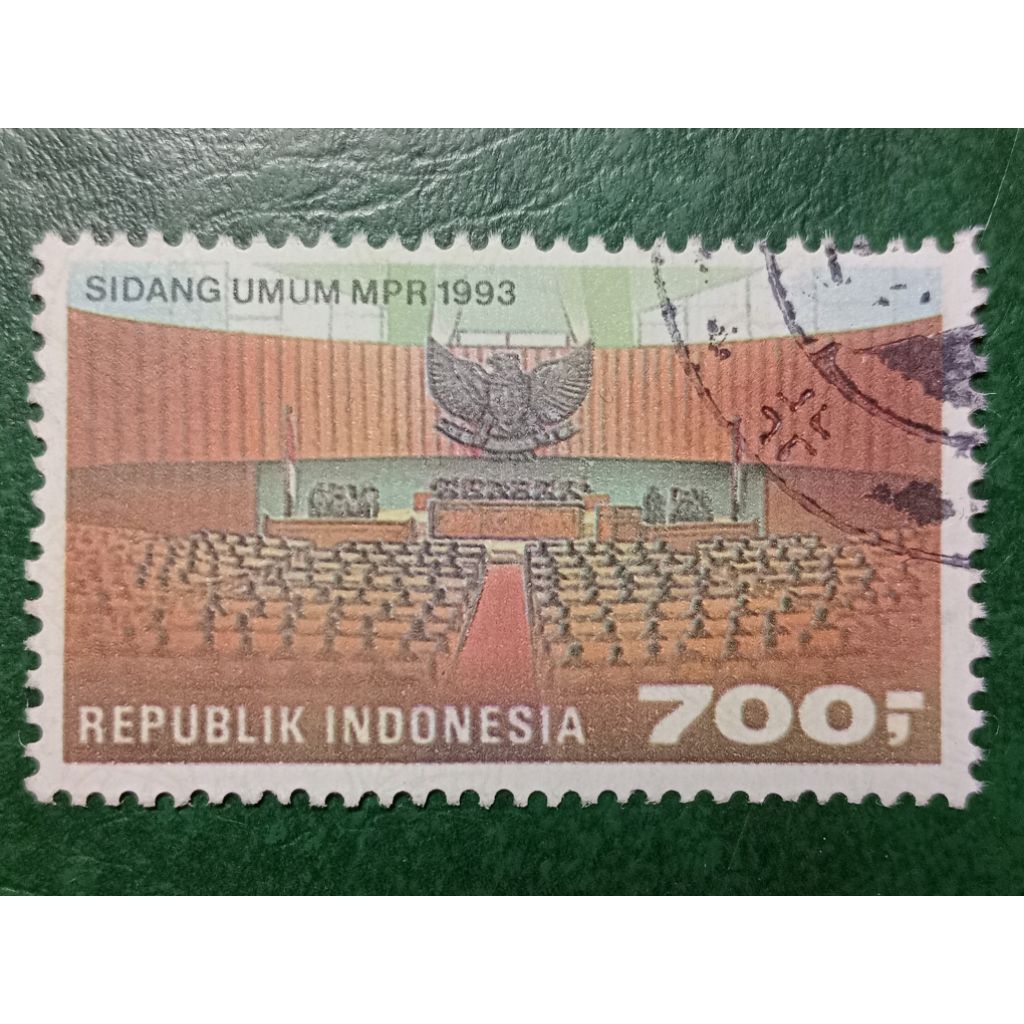 SIDANG UMUM MPR 1993
REPUBLIK INDONESIA
700,-